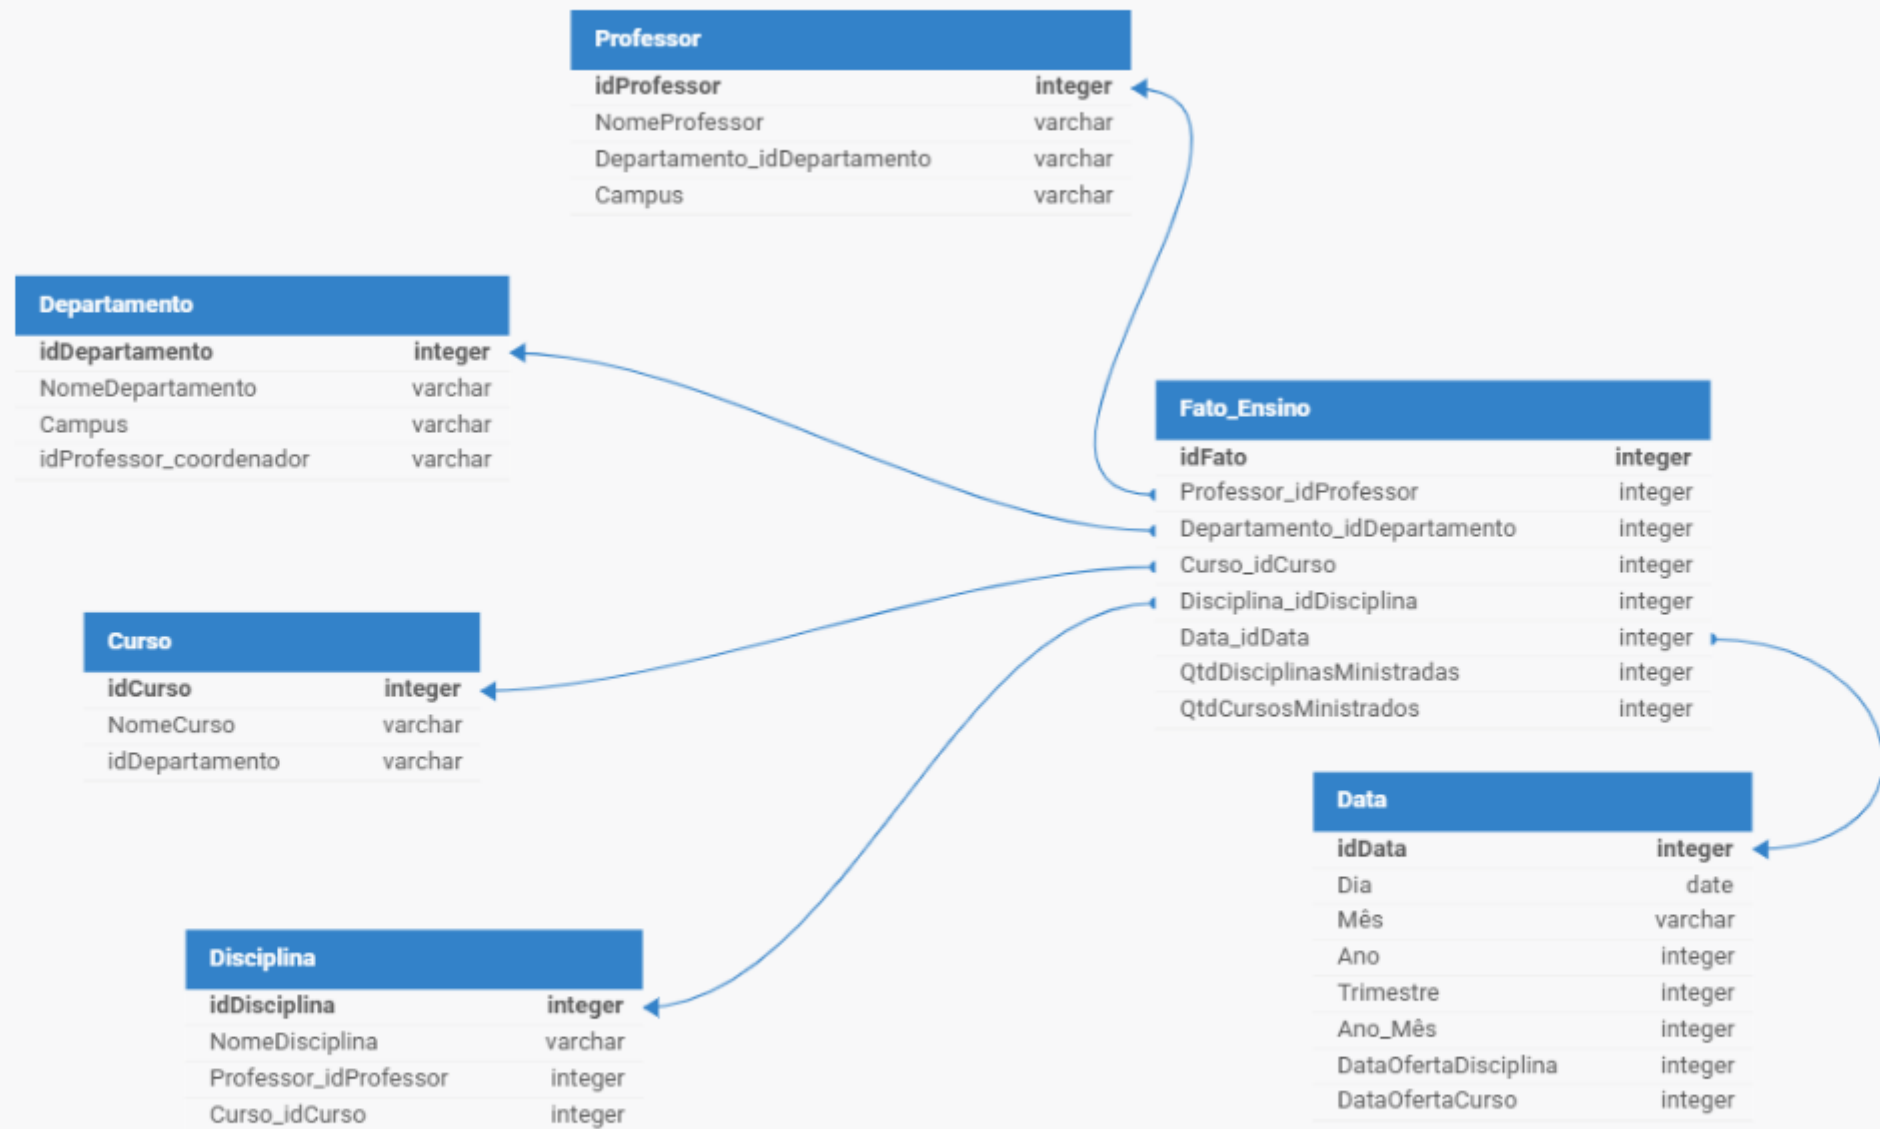 Professor
idProfessor integer
NomeProfessor varchar
Departamento_idDepartamento varchar
Campus varchar
Departamento
idDepartamento integer
NomeDepartamento varchar
Campus varchar
idProfessor_coordenador varchar
Fato_Ensino
idFato integer
Professor_idProfessor integer
Departamento_idDepartamento integer
Curso_idCurso integer
Disciplina_idDisciplina integer
Data_idData integer
QtdDisciplinasMinistradas integer
QtdCursosMinistrados integer
Curso
idCurso integer
NomeCurso varchar
idDepartamento varchar
Data
idData integer
Dia date
Mês varchar
Ano integer
Trimestre integer
Ano_Mês integer
DataOfertaDisciplina integer
DataOfertaCurso integer
Disciplina
idDisciplina integer
NomeDisciplina varchar
Professor_idProfessor integer
Curso_idCurso integer